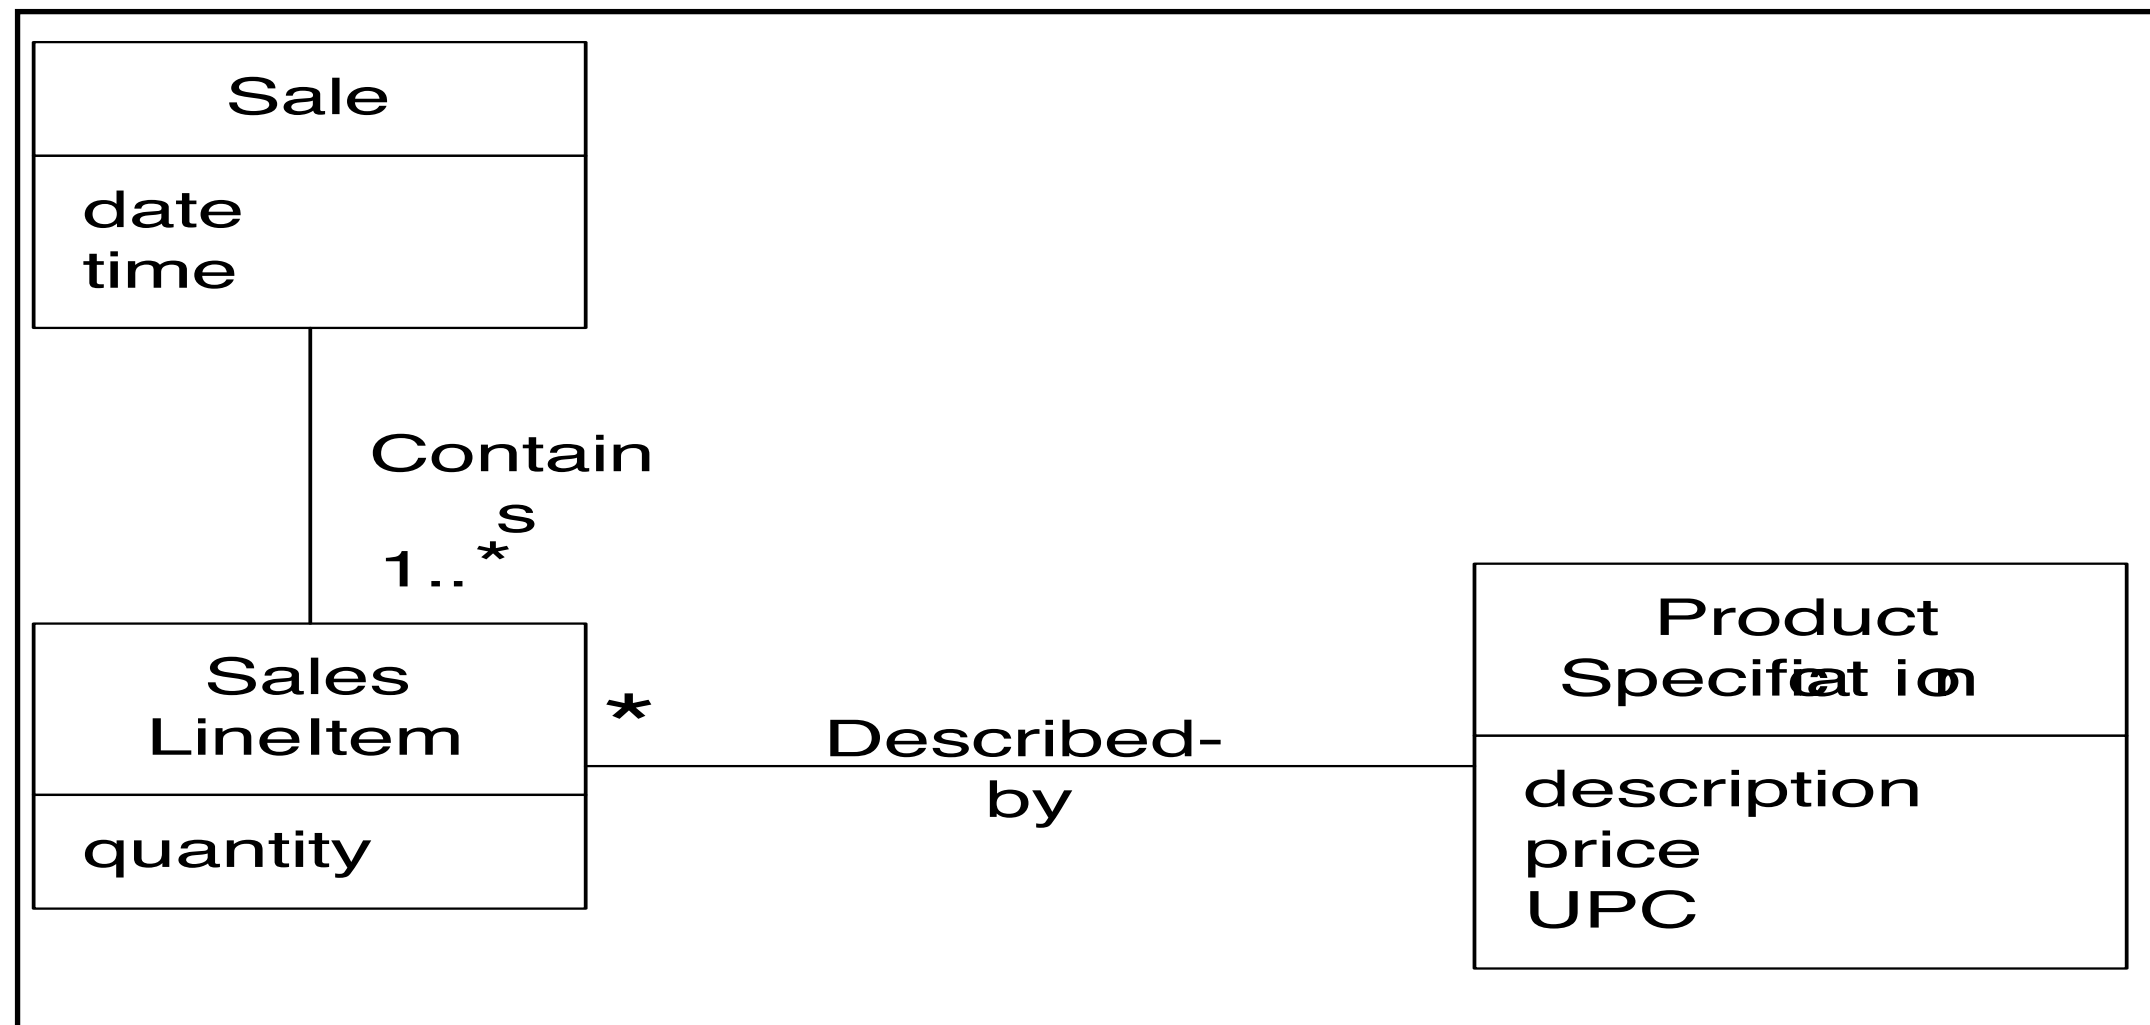 Sale
date
time
Contain
s
1..*
Sales
LineItem
quantity
*
Described-
by
Product
Specification
description
price
UPC